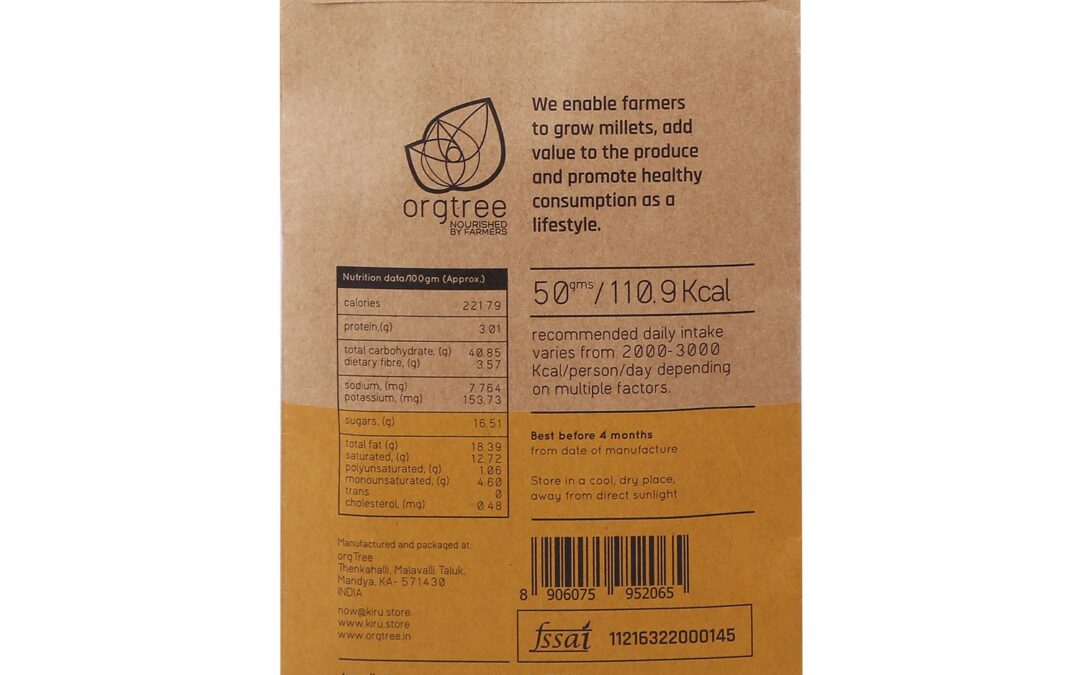 orgtree
NOURISHED
BY FARMERS
We enable farmers
to grow millets, add
value to the produce
and promote healthy
consumption as a
lifestyle.
Nutrition data/100gm (Approx.)
calories 221.79
protein,(g) 3.01
total carbohydrate, (g) 40.85
dietary fibre, (g) 3.57
sodium, (mg) 7.764
potassium, (mg) 153.73
sugars, (g) 16.51
total fat (g) 18.39
saturated, (g) 12.72
polyunsaturated, (g) 1.06
monounsaturated, (g) 4.60
trans 0
cholesterol, (mg) 0.48
50gms/110.9Kcal
recommended daily intake
varies from 2000-3000
Kcal/person/day depending
on multiple factors.
Best before 4 months
from date of manufacture
Store in a cool, dry place,
away from direct sunlight
Manufactured and packaged at:
orgTree
Thenkahalli, Malavalli Taluk,
Mandya, KA- 571430
INDIA
now@kiru.store
www.kiru.store
www.orgtree.in
8 906075 952065
fssai 11216322000145